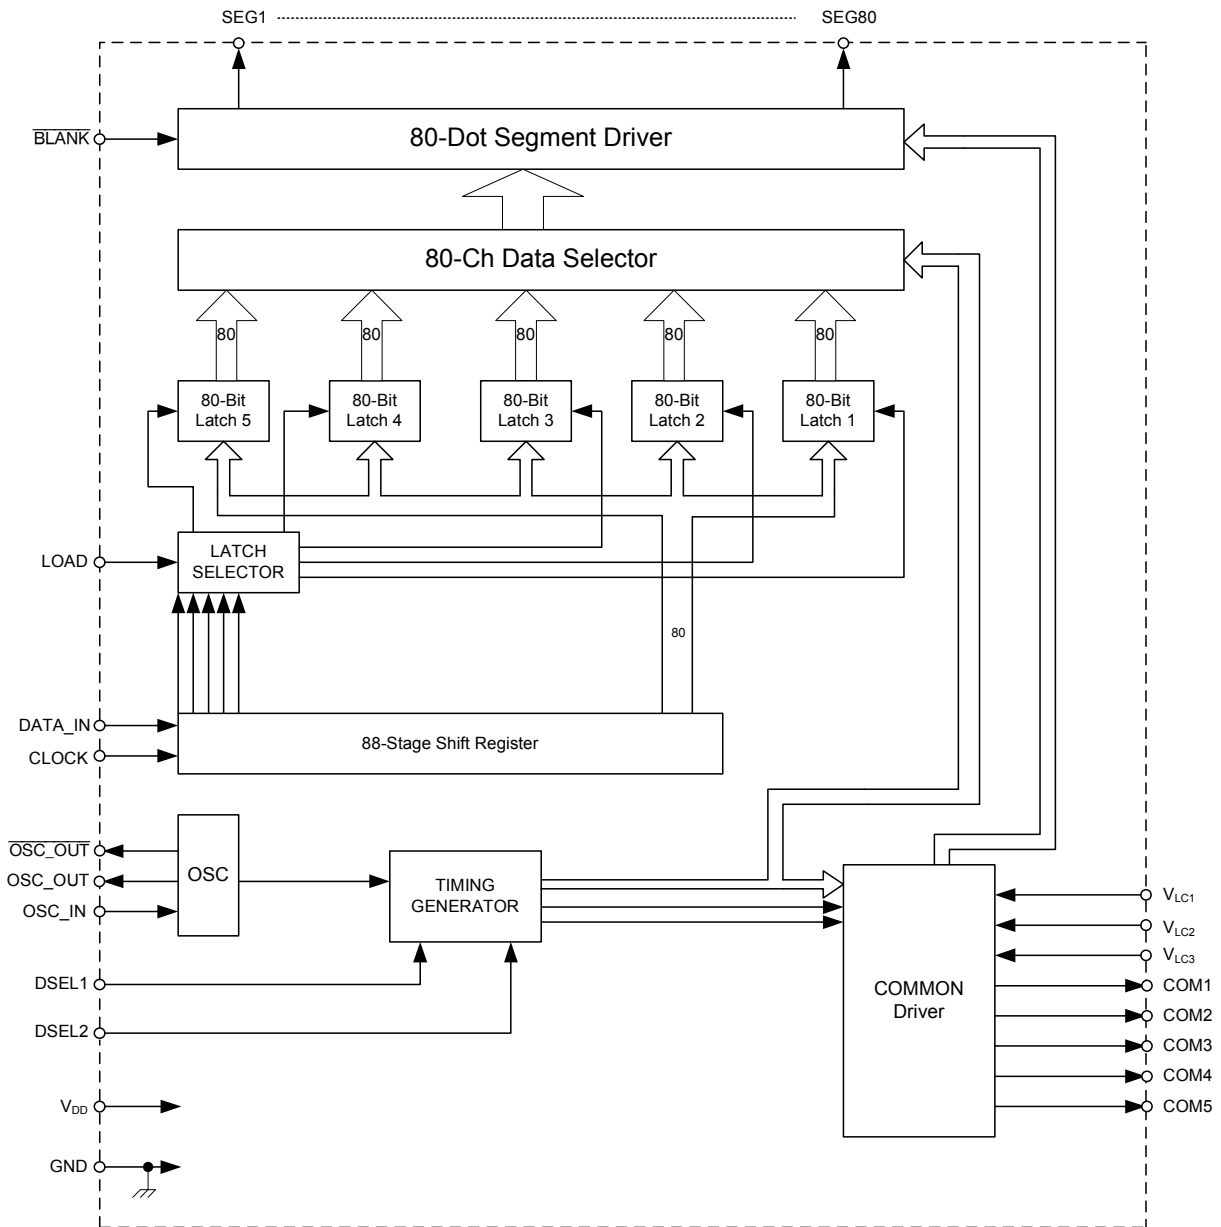 SEG1 SEG80
BLANK
80-Dot Segment Driver
80-Ch Data Selector
80 80 80 80 80
80-Bit
Latch 5
80-Bit
Latch 4
80-Bit
Latch 3
80-Bit
Latch 2
80-Bit
Latch 1
LOAD
LATCH
SELECTOR
80
DATA_IN
CLOCK
88-Stage Shift Register
OSC_OUT
OSC_OUT
OSC_IN
OSC
TIMING
GENERATOR
DSEL1
DSEL2
COMMON
Driver
VLC1
VLC2
VLC3
COM1
COM2
COM3
COM4
COM5
VDD
GND